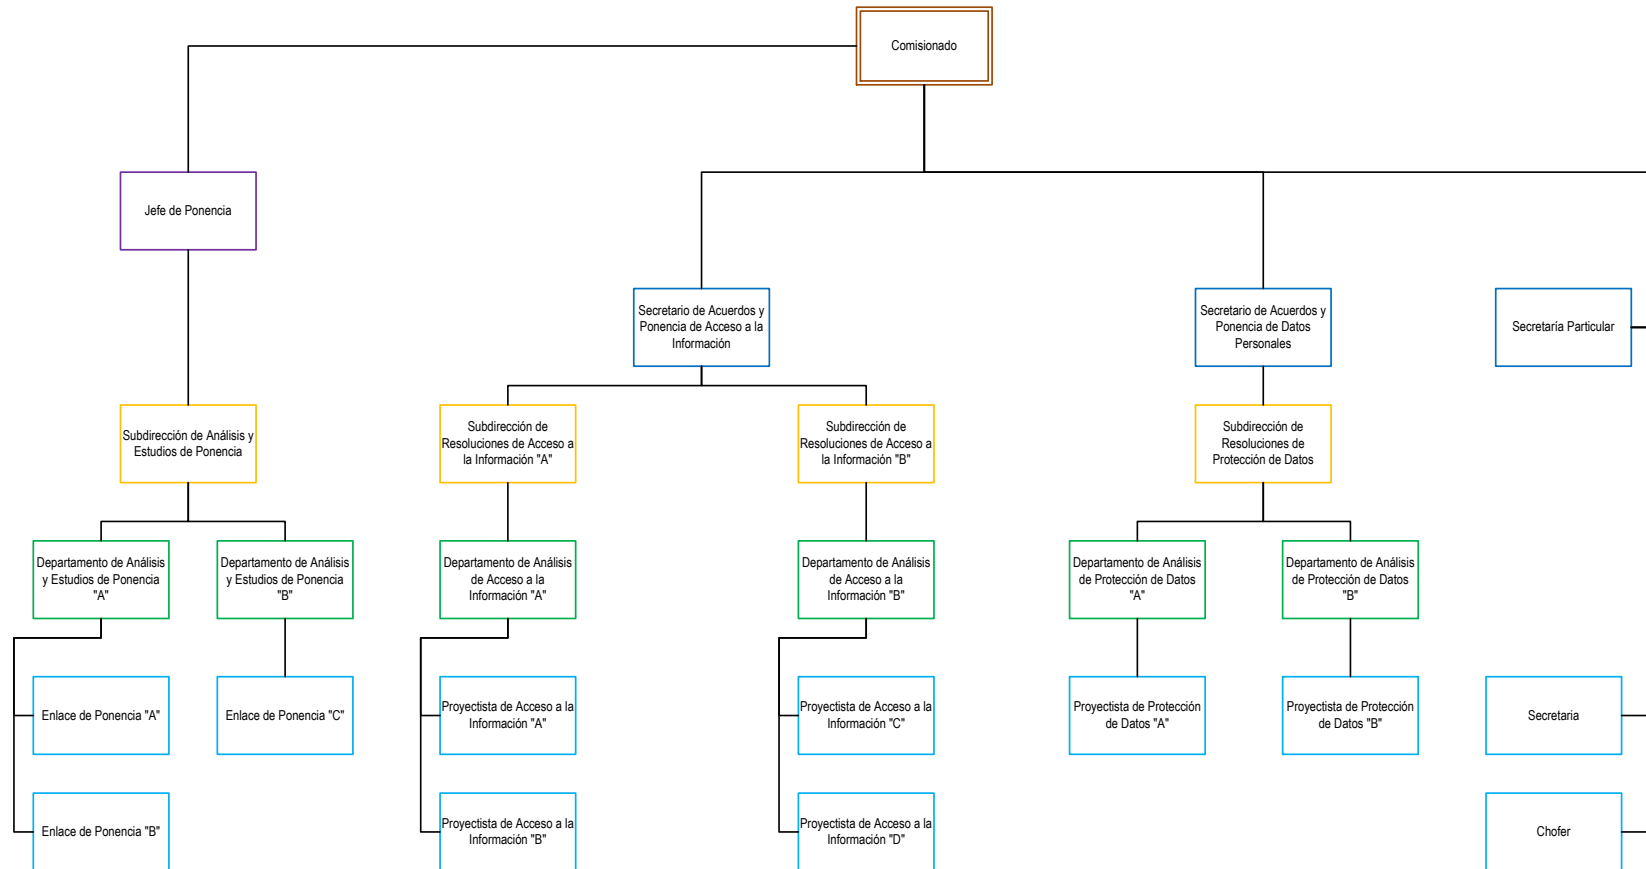 Comisionado
Jefe de Ponencia
Secretario de Acuerdos y
Ponencia de Acceso a la
Información
Secretario de Acuerdos y
Ponencia de Datos
Personales
Secretaría Particular
Subdirección de Análisis y
Estudios de Ponencia
Subdirección de
Resoluciones de Acceso a
la Información "A"
Subdirección de
Resoluciones de Acceso a
la Información "B"
Subdirección de
Resoluciones de
Protección de Datos
Departamento de Análisis
y Estudios de Ponencia
"A"
Departamento de Análisis
y Estudios de Ponencia
"B"
Departamento de Análisis
de Acceso a la
Información "A"
Departamento de Análisis
de Acceso a la
Información "B"
Departamento de Análisis
de Protección de Datos
"A"
Departamento de Análisis
de Protección de Datos
"B"
Enlace de Ponencia "A"
Enlace de Ponencia "C"
Proyectista de Acceso a la
Información "A"
Proyectista de Acceso a la
Información "C"
Proyectista de Protección
de Datos "A"
Proyectista de Protección
de Datos "B"
Secretaria
Enlace de Ponencia "B"
Proyectista de Acceso a la
Información "B"
Proyectista de Acceso a la
Información "D"
Chofer